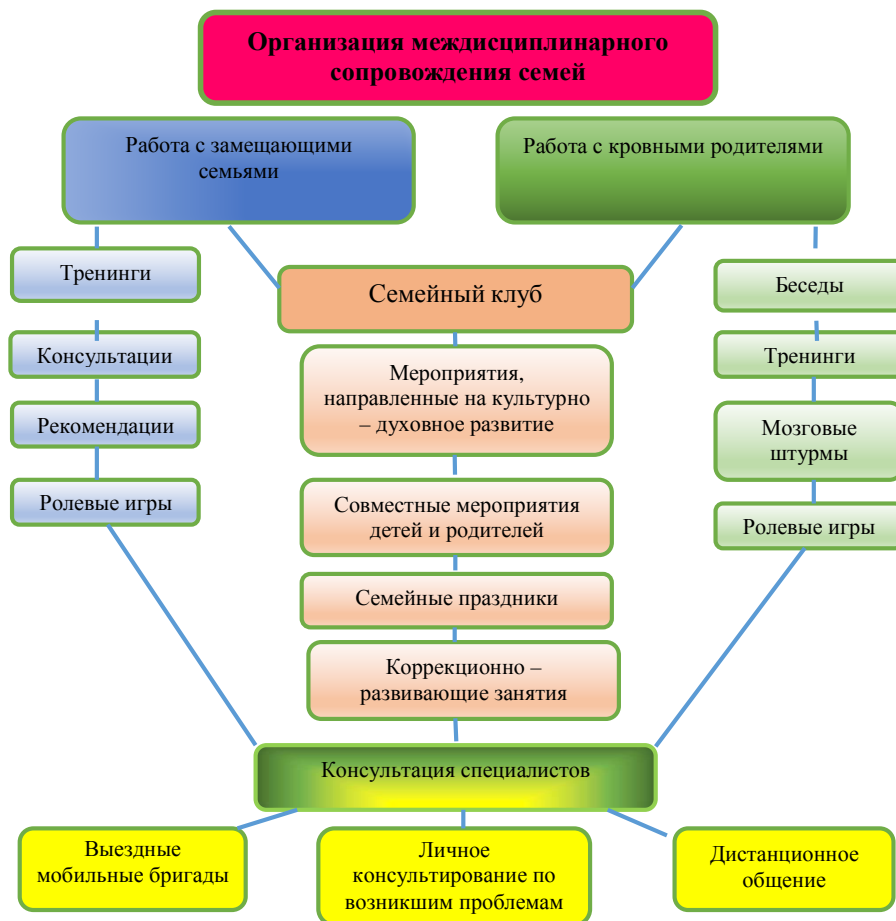 Организация междисциплинарного
сопровождения семей
Работа с замещающими
семьями
Работа с кровными родителями
Тренинги
Консультации
Рекомендации
Ролевые игры
Семейный клуб
Мероприятия,
направленные на культурно
– духовное развитие
Совместные мероприятия
детей и родителей
Семейные праздники
Коррекционно –
развивающие занятия
Беседы
Тренинги
Мозговые
штурмы
Ролевые игры
Консультация специалистов
Выездные
мобильные бригады
Личное
консультирование по
возникшим проблемам
Дистанционное
общение